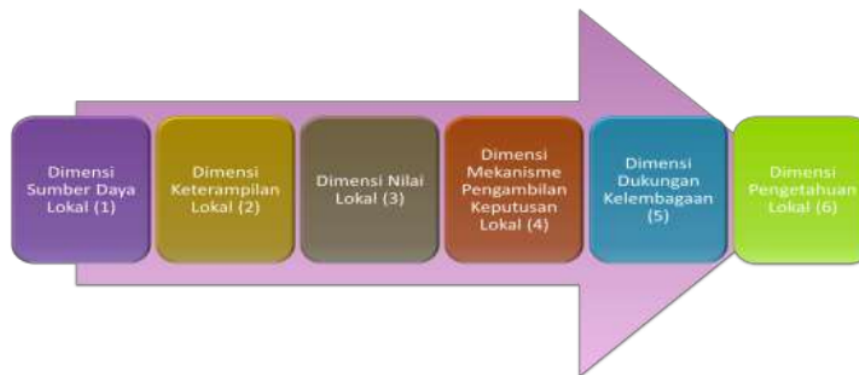 Dimensi
Sumber Daya
Lokal (1)
Dimensi
Keterampilan
Lokal (2)
Dimensi Nilai
Lokal (3)
Dimensi
Mekanisme
Pengambilan
Keputusan
Lokal (4)
Dimensi
Dukungan
Kelembagaan
(5)
Dimensi
Pengetahuan
Lokal (6)